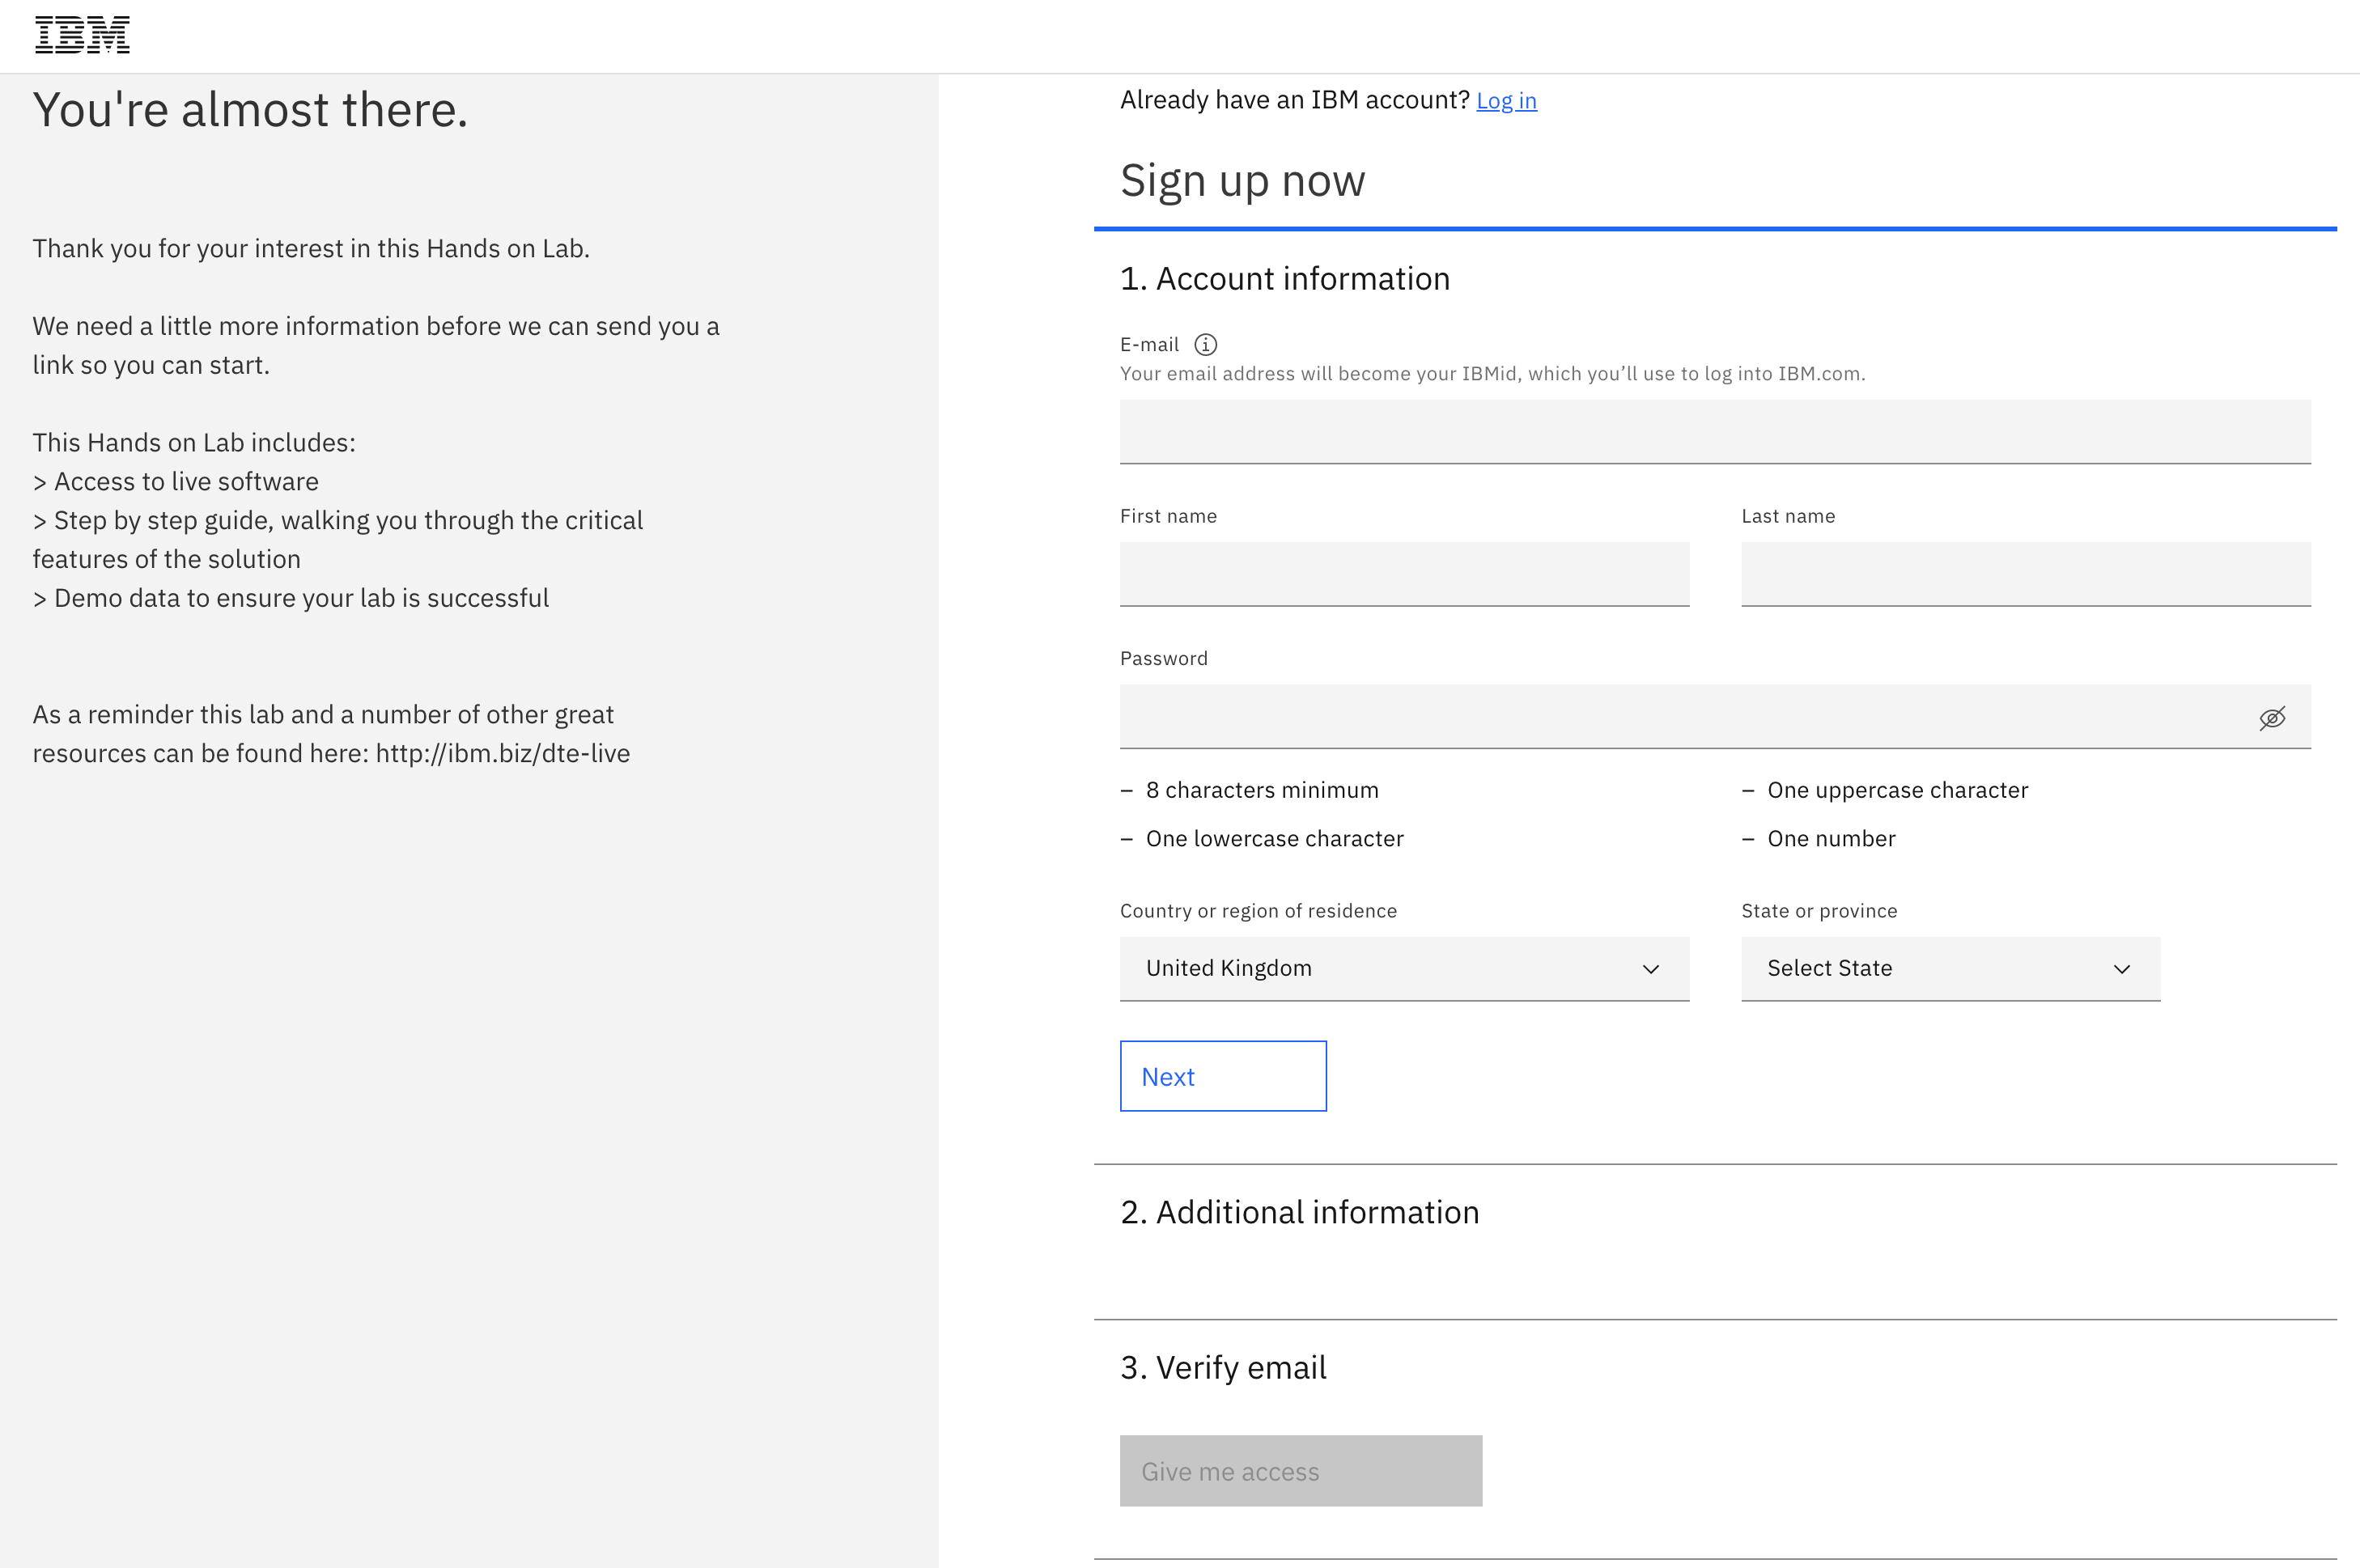 IBM
You're almost there.
Thank you for your interest in this Hands on Lab.
We need a little more information before we can send you a
link so you can start.
This Hands on Lab includes:
> Access to live software
> Step by step guide, walking you through the critical
features of the solution
> Demo data to ensure your lab is successful
As a reminder this lab and a number of other great
resources can be found here: http://ibm.biz/dte-live
Already have an IBM account? Log in
Sign up now
1. Account information
E-mail
Your email address will become your IBMid, which you’ll use to log into IBM.com.
First name
Last name
Password
– 8 characters minimum
– One uppercase character
– One lowercase character
– One number
Country or region of residence
State or province
United Kingdom
Select State
Next
2. Additional information
3. Verify email
Give me access